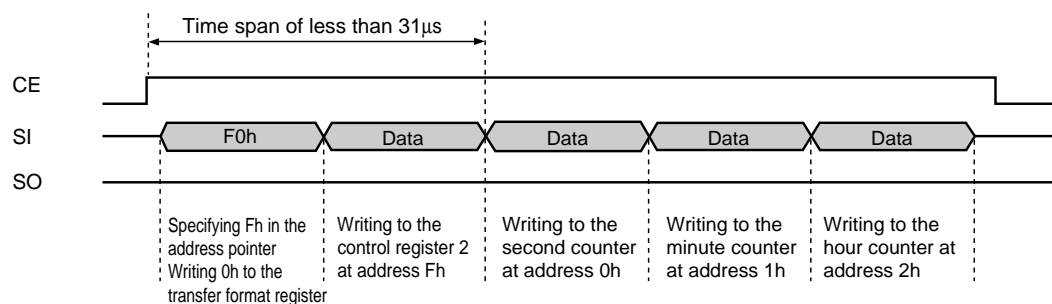 Time span of less than 31μs
CE
SI F0h Data Data Data Data
SO
Specifying Fh in the
address pointer
Writing 0h to the
transfer format register
Writing to the
control register 2
at address Fh
Writing to the
second counter
at address 0h
Writing to the
minute counter
at address 1h
Writing to the
hour counter at
address 2h